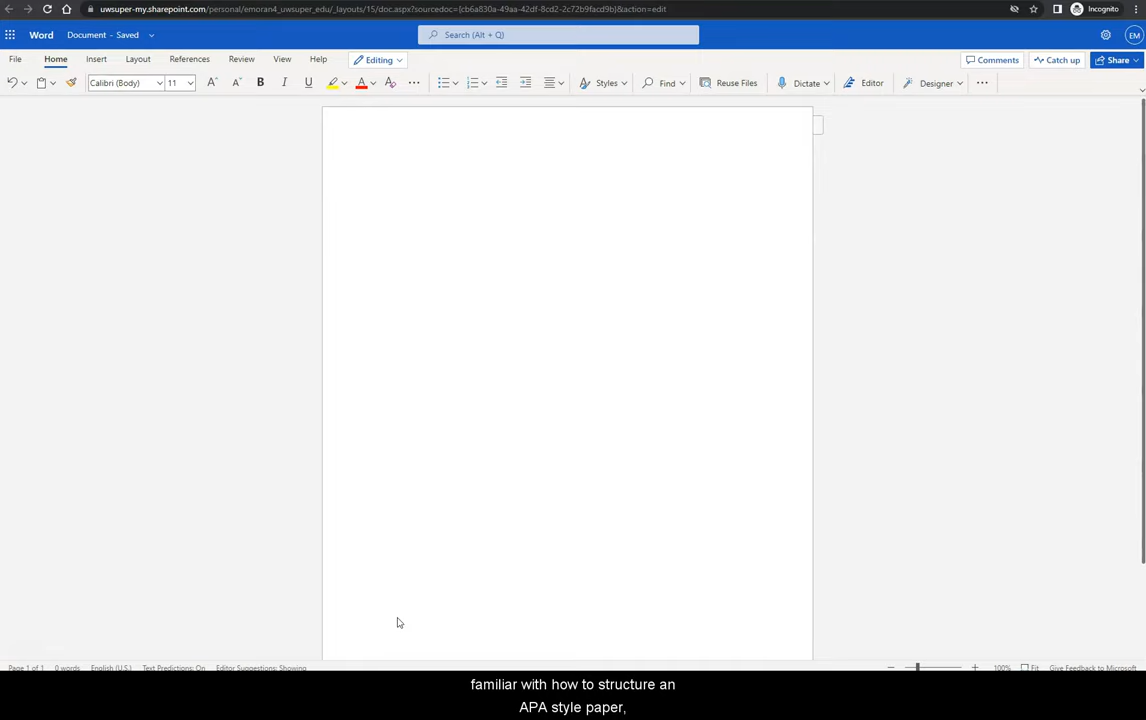 uwsuper-my.sharepoint.com/personal/emoran4_uwsuper_edu/_layouts/15/doc.aspx?sourcedoc={cb6a830a-49aa-42df-8cd2-2c72b9facd9b}&action=edit
Incognito
Word
Document - Saved
Search (Alt + Q)
EM
File
Home
Insert
Layout
References
Review
View
Help
Editing
Comments
Catch up
Share
Calibri (Body)
11
B
I
U
Styles
Find
Reuse Files
Dictate
Editor
Designer
Page 1 of 1
0 words
English (U.S.)
Text Predictions: On
Editor Suggestions: Showing
100%
Fit
Give Feedback to Microsoft
familiar with how to structure an
APA style paper,